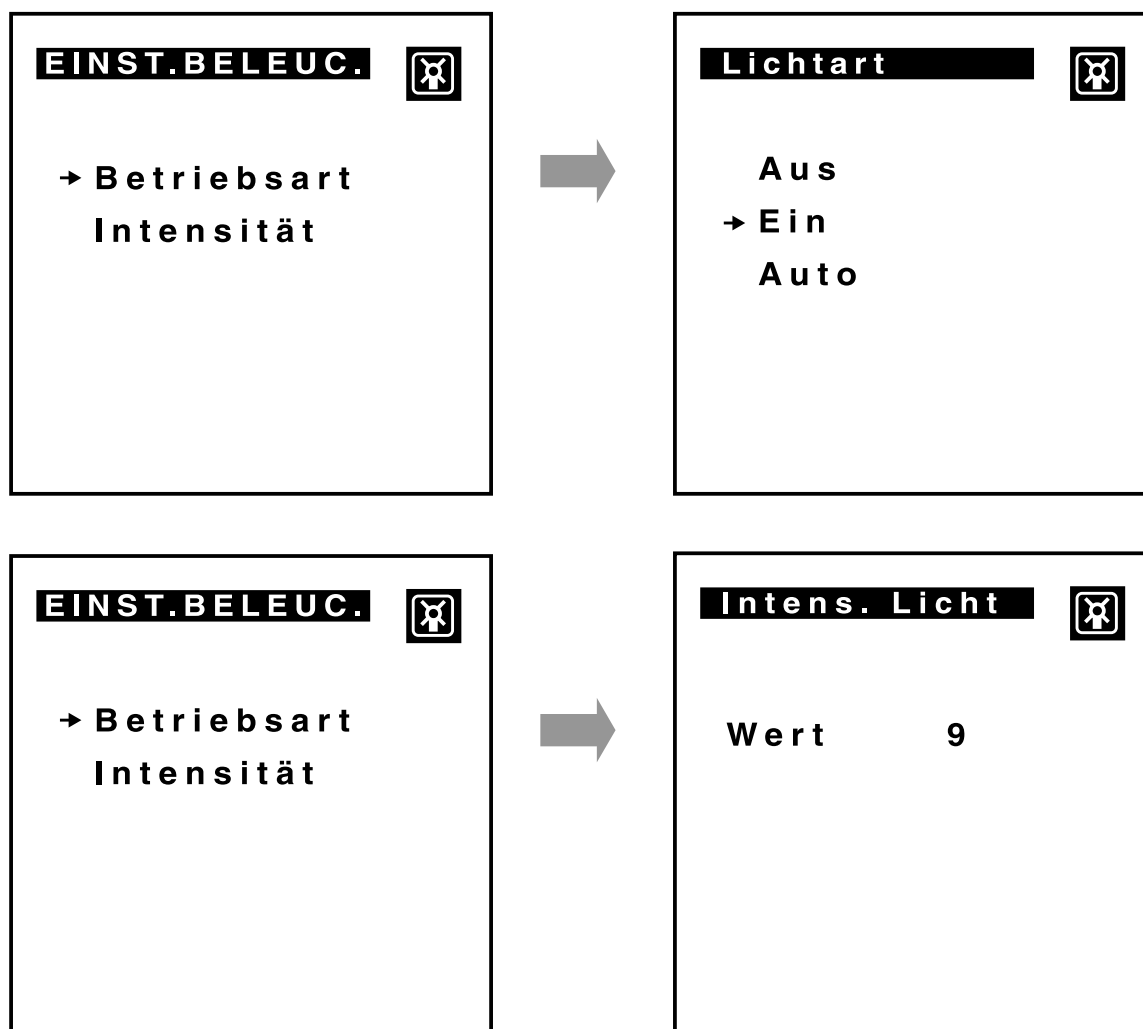 EINST.BELEUC.
→ Betriebsart
Intensität
Lichtart
Aus
→ Ein
Auto
EINST.BELEUC.
→ Betriebsart
Intensität
Intens. Licht
Wert 9